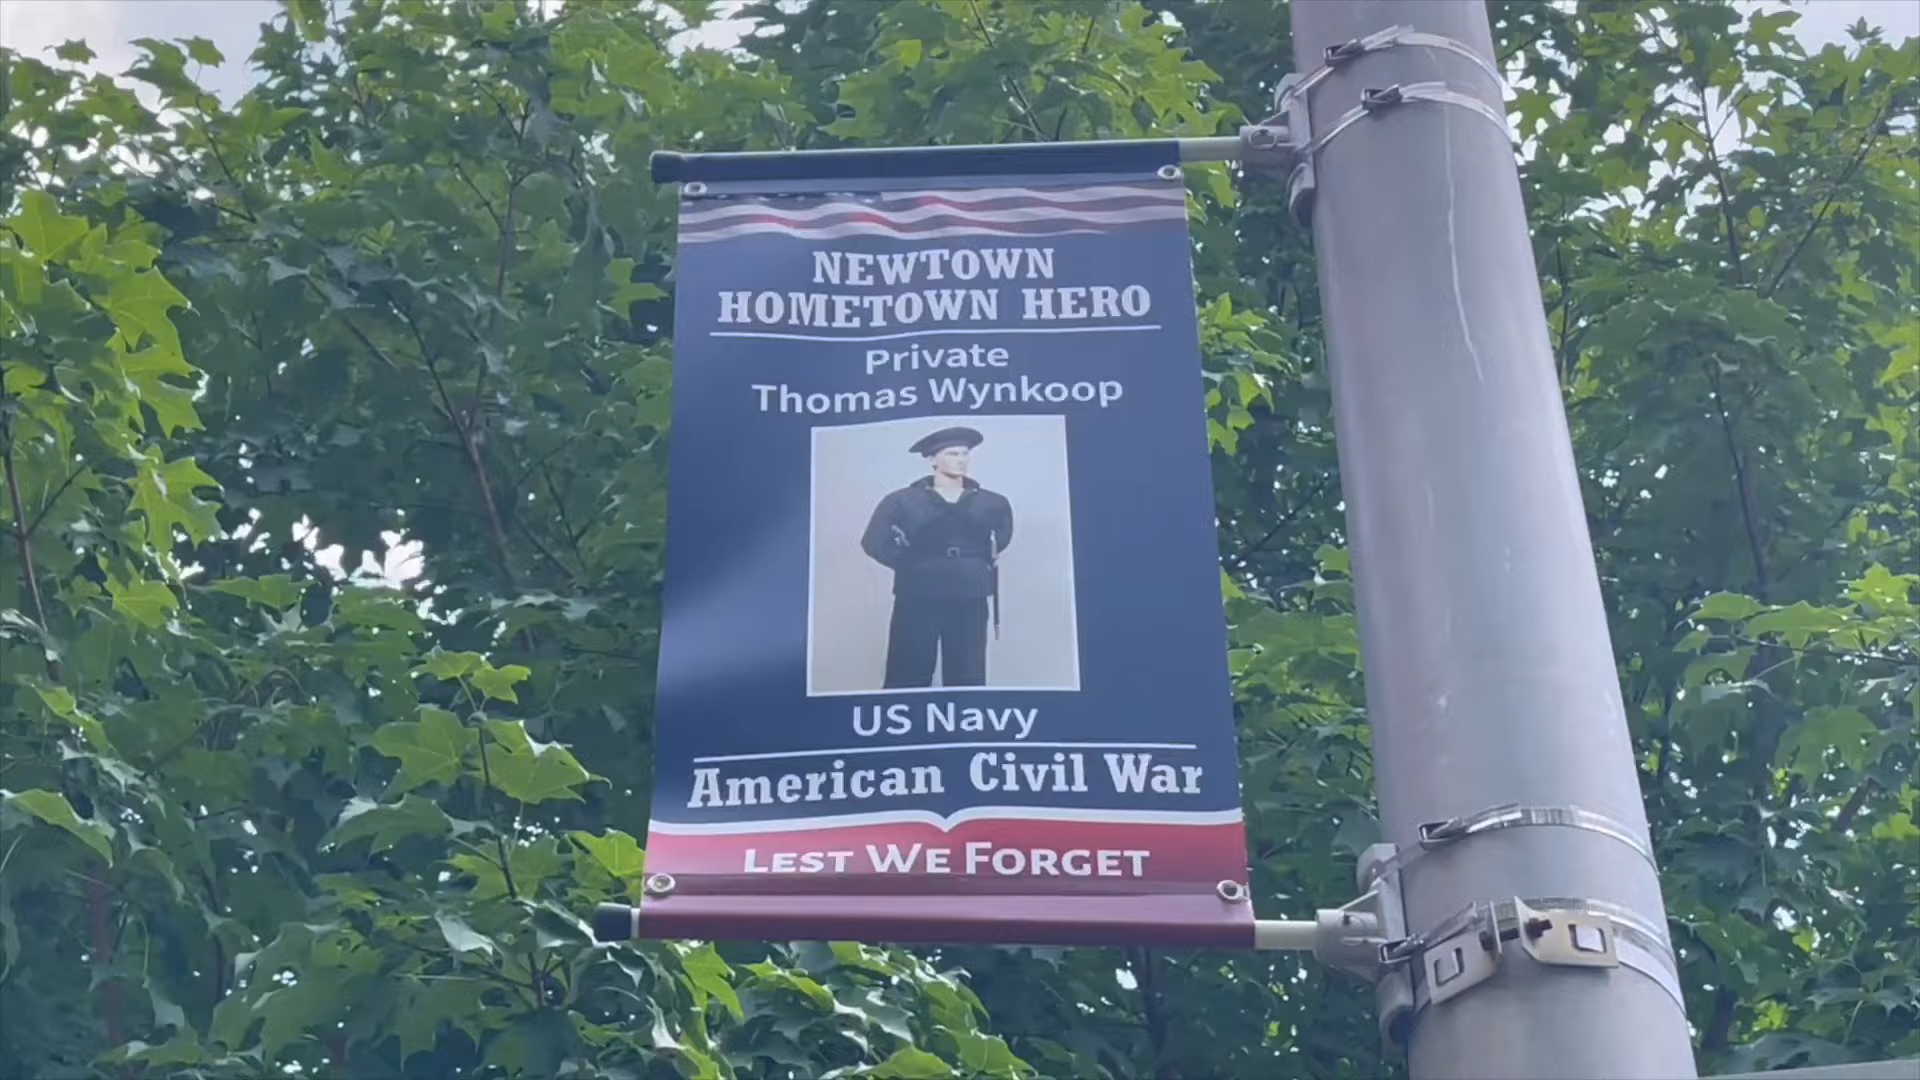 NEWTOWN
HOMETOWN HERO
Private
Thomas Wynkoop
US Navy
American Civil War
LEST WE FORGET